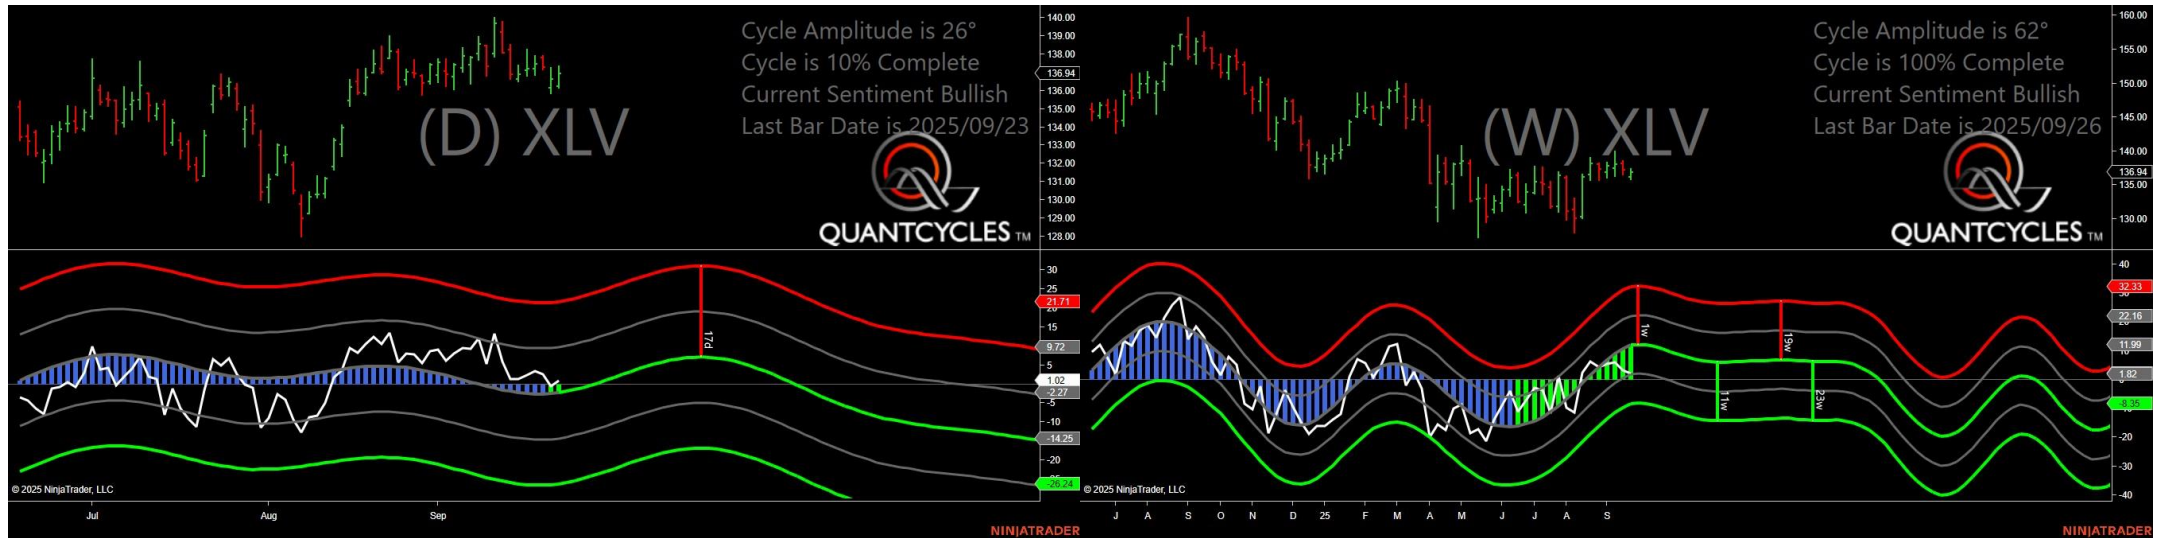 Cycle Amplitude is 26°
Cycle is 10% Complete
Current Sentiment Bullish
Last Bar Date is 2025/09/23
(D) XLV
QUANTCYCLES TM
140.00
139.00
138.00
136.94
136.00
135.00
134.00
133.00
132.00
131.00
130.00
129.00
128.00
17d
30
25
21.71
20
15
9.72
5
1.02
-2.27
-5
-10
-14.25
-20
-26.24
© 2025 NinjaTrader, LLC
Jul
Aug
Sep
NINJATRADER
Cycle Amplitude is 62°
Cycle is 100% Complete
Current Sentiment Bullish
Last Bar Date is 2025/09/26
(W) XLV
QUANTCYCLES TM
160.00
155.00
150.00
145.00
140.00
136.94
135.00
130.00
1w
19w
11w
23w
40
32.33
22.16
11.99
1.82
-8.35
-20
-30
-40
© 2025 NinjaTrader, LLC
J
A
S
O
N
D
25
F
M
A
M
J
J
A
S
NINJATRADER